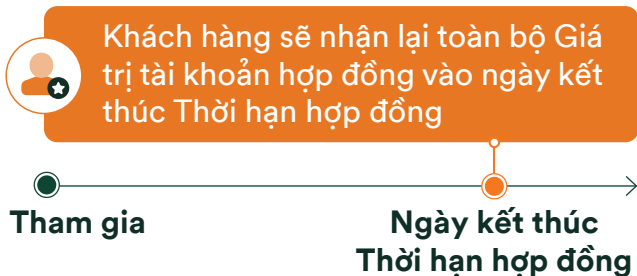 Khách hàng sẽ nhận lại toàn bộ Giá
trị tài khoản hợp đồng vào ngày kết
thúc Thời hạn hợp đồng
Tham gia
Ngày kết thúc
Thời hạn hợp đồng